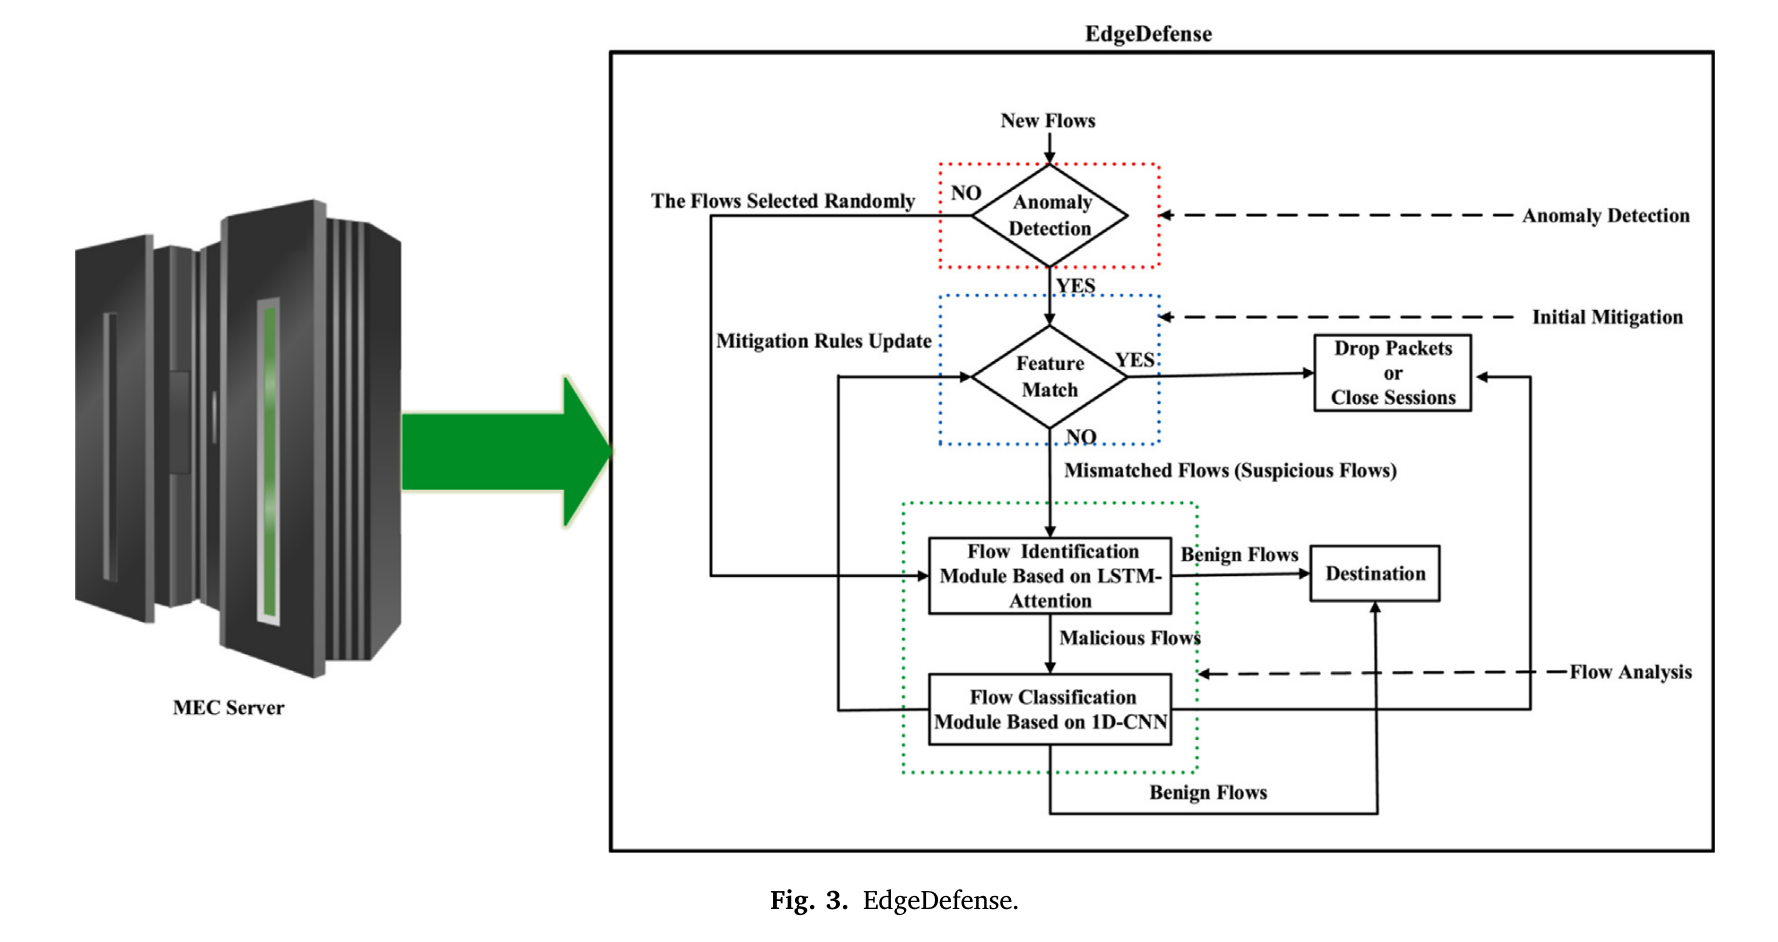 EdgeDefense
New Flows
The Flows Selected Randomly
NO
Anomaly
Detection
Anomaly Detection
YES
Initial Mitigation
Mitigation Rules Update
Feature
Match
YES
Drop Packets
or
Close Sessions
NO
Mismatched Flows (Suspicious Flows)
Flow Identification
Module Based on LSTM-
Attention
Benign Flows
Destination
Malicious Flows
Flow Analysis
Flow Classification
Module Based on 1D-CNN
Benign Flows
MEC Server
Fig. 3. EdgeDefense.